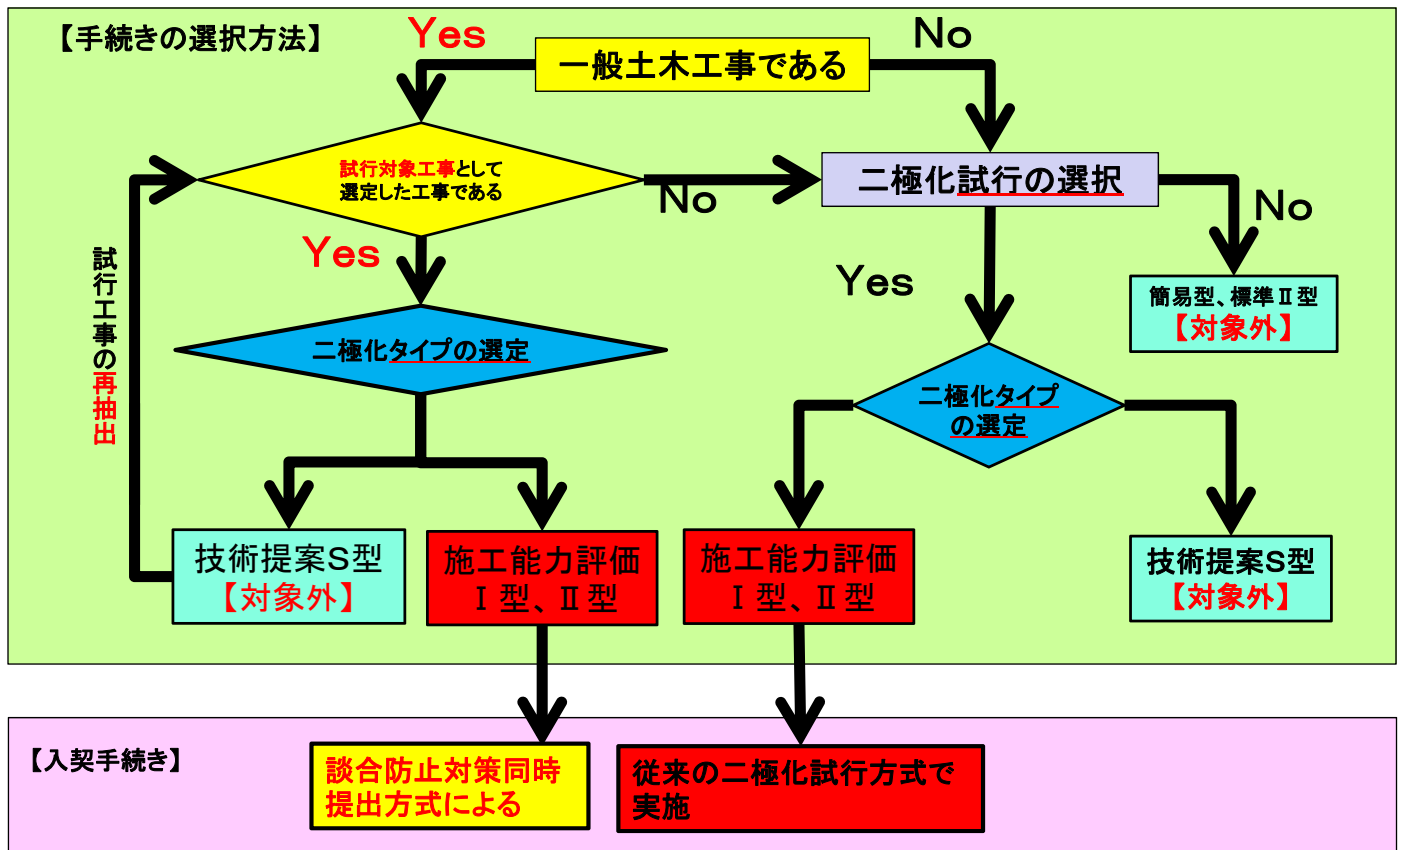 【手続きの選択方法】
Yes
No
一般土木工事である
試行対象工事として
選定した工事である
No
二極化試行の選択
No
Yes
Yes
試行工事の再抽出
簡易型、標準Ⅱ型
【対象外】
二極化タイプの選定
二極化タイプ
の選定
技術提案S型
【対象外】
施工能力評価
Ⅰ型、Ⅱ型
施工能力評価
Ⅰ型、Ⅱ型
技術提案S型
【対象外】
【入契手続き】
談合防止対策同時
提出方式による
従来の二極化試行方式で
実施